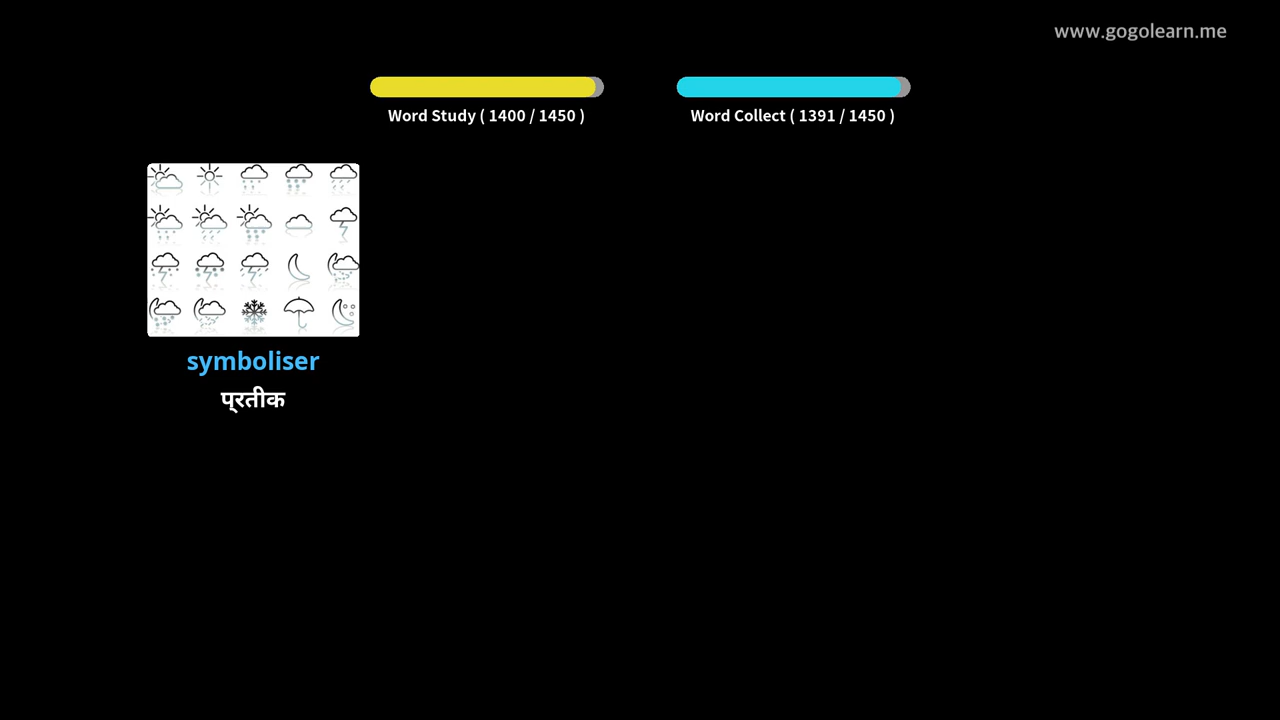 www.gogolearn.me
Word Study ( 1400 / 1450 )
Word Collect ( 1391 / 1450 )
symboliser
प्रतीक